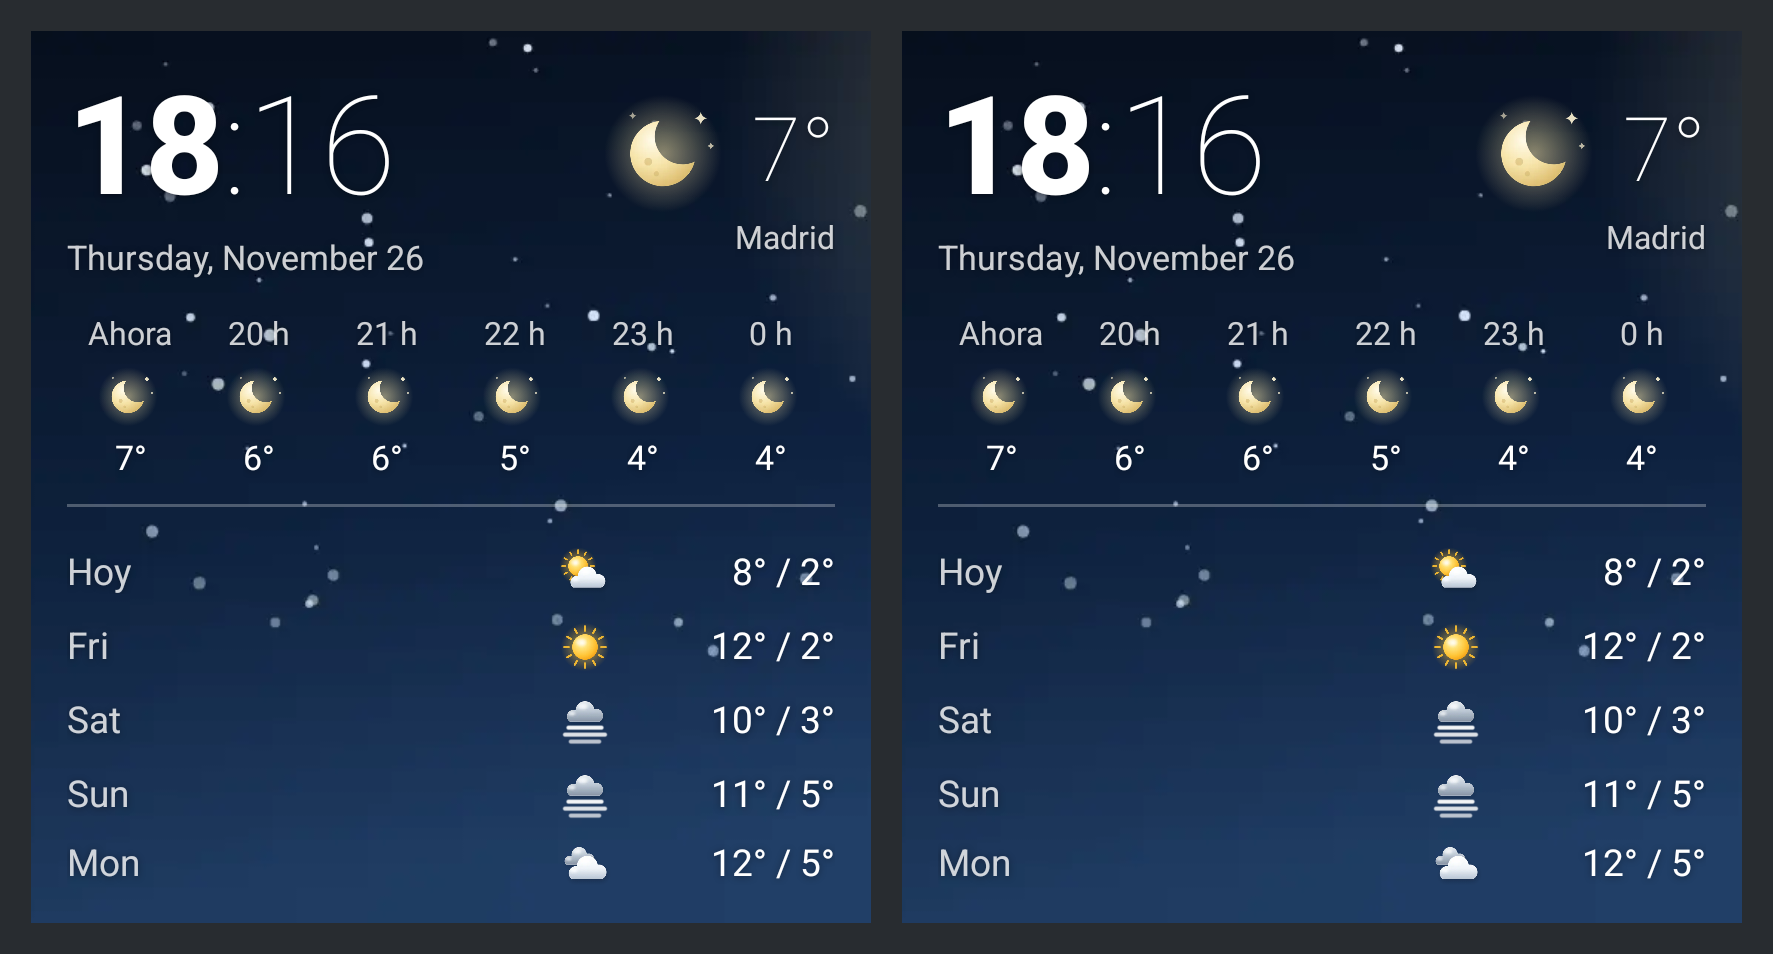 18:16
7°
Madrid
Thursday, November 26
Ahora 20 h 21 h 22 h 23 h 0 h
7° 6° 6° 5° 4° 4°
Hoy 8° / 2°
Fri 12° / 2°
Sat 10° / 3°
Sun 11° / 5°
Mon 12° / 5°
18:16
7°
Madrid
Thursday, November 26
Ahora 20 h 21 h 22 h 23 h 0 h
7° 6° 6° 5° 4° 4°
Hoy 8° / 2°
Fri 12° / 2°
Sat 10° / 3°
Sun 11° / 5°
Mon 12° / 5°